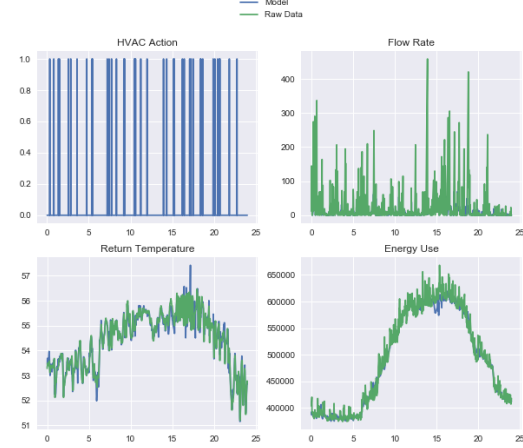 Model
Raw Data
HVAC Action
Flow Rate
1.0
0.8
0.6
0.4
0.2
0.0
0 5 10 15 20 25
400
300
200
100
0
0 5 10 15 20 25
Return Temperature
Energy Use
57
56
55
54
53
52
51
0 5 10 15 20 25
650000
600000
550000
500000
450000
400000
0 5 10 15 20 25